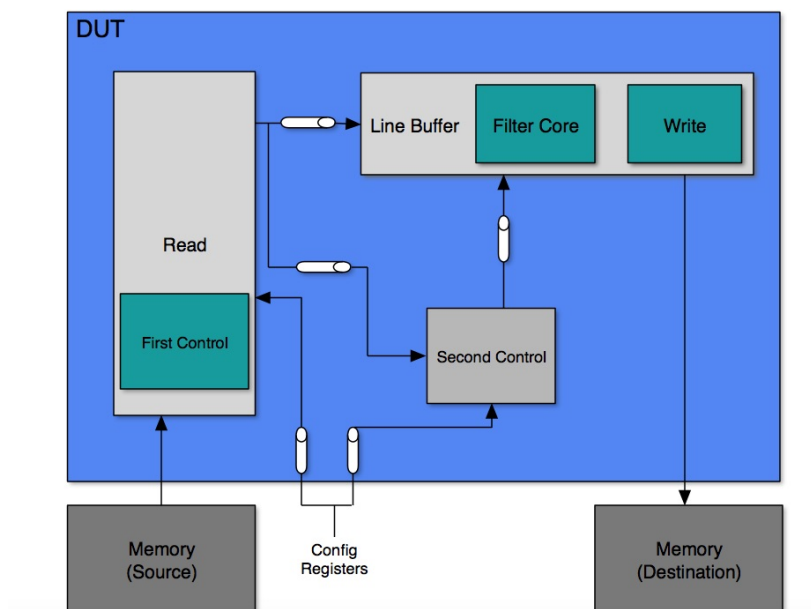 DUT
Line Buffer
Filter Core
Write
Read
First Control
Second Control
Memory
(Source)
Config
Registers
Memory
(Destination)